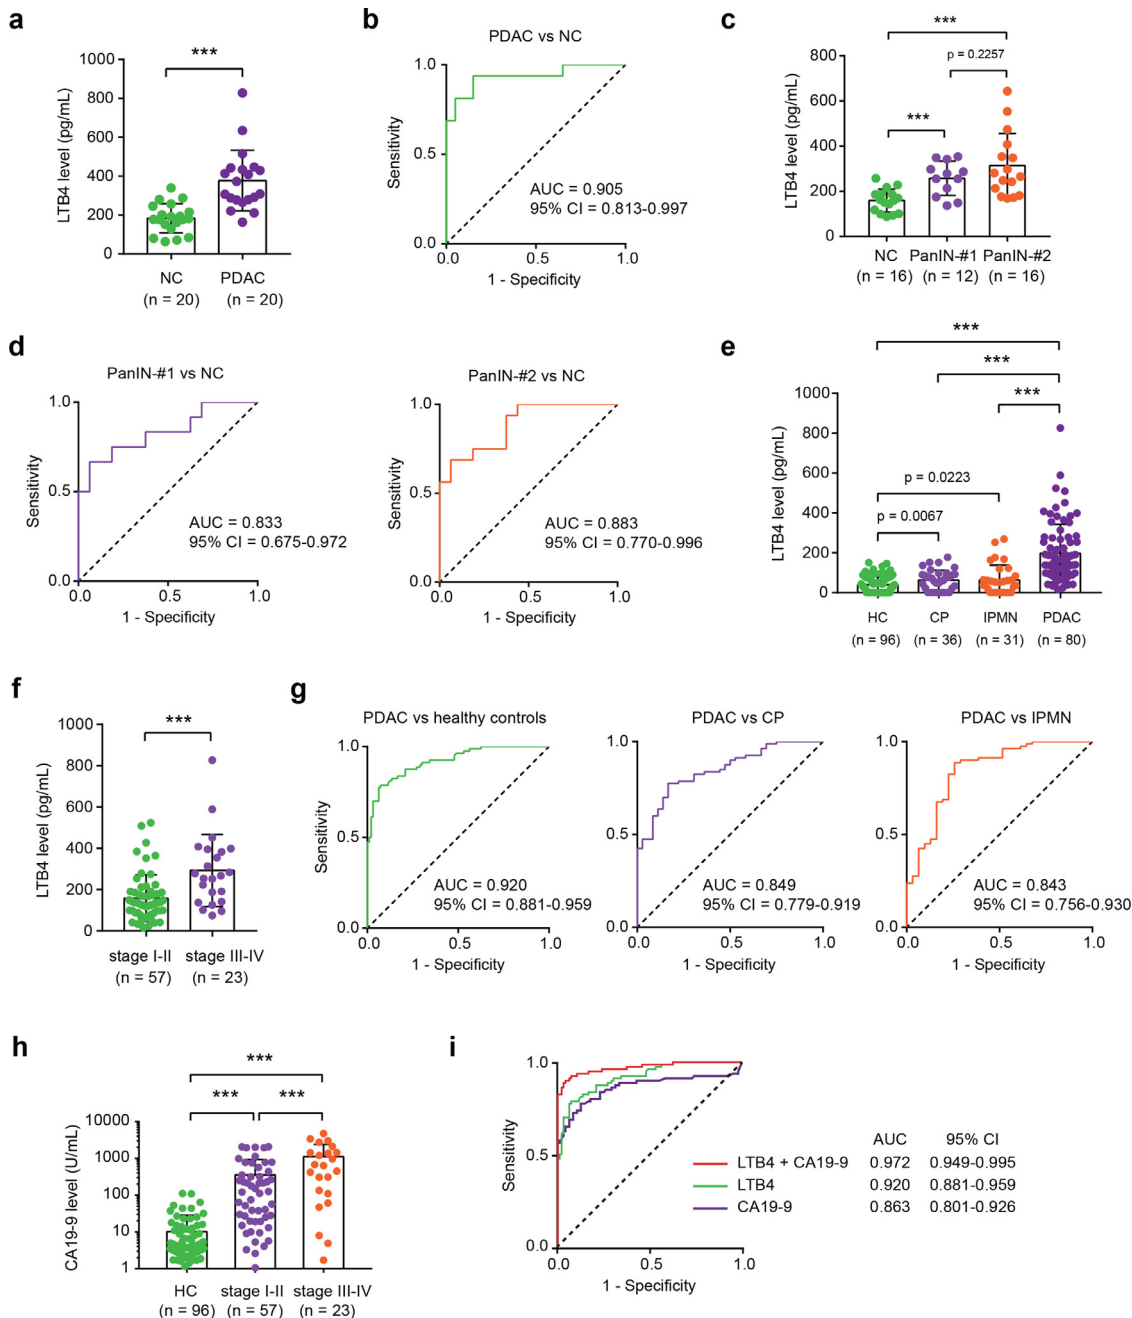 a
***
1000
800
600
400
200
0
LTB4 level (pg/mL)
NC
PDAC
(n = 20)
(n = 20)
b
PDAC vs NC
1.0
0.5
0.0
Sensitivity
AUC = 0.905
95% CI = 0.813-0.997
0.0
0.5
1.0
1 - Specificity
c
***
p = 0.2257
***
800
600
400
200
0
LTB4 level (pg/mL)
NC
PanIN-#1
PanIN-#2
(n = 16)
(n = 12)
(n = 16)
d
PanIN-#1 vs NC
1.0
0.5
0.0
Sensitivity
AUC = 0.833
95% CI = 0.675-0.972
0.0
0.5
1.0
1 - Specificity
PanIN-#2 vs NC
1.0
0.5
0.0
Sensitivity
AUC = 0.883
95% CI = 0.770-0.996
0.0
0.5
1.0
1 - Specificity
e
***
***
***
p = 0.0223
p = 0.0067
1000
800
600
400
200
0
LTB4 level (pg/mL)
HC
CP
IPMN
PDAC
(n = 96)
(n = 36)
(n = 31)
(n = 80)
f
***
1000
800
600
400
200
0
LTB4 level (pg/mL)
stage I-II
stage III-IV
(n = 57)
(n = 23)
g
PDAC vs healthy controls
1.0
0.5
0.0
Sensitivity
AUC = 0.920
95% CI = 0.881-0.959
0.0
0.5
1.0
1 - Specificity
PDAC vs CP
1.0
0.5
0.0
AUC = 0.849
95% CI = 0.779-0.919
0.0
0.5
1.0
1 - Specificity
PDAC vs IPMN
1.0
0.5
0.0
AUC = 0.843
95% CI = 0.756-0.930
0.0
0.5
1.0
1 - Specificity
h
***
***
***
10000
1000
100
10
1
CA19-9 level (U/mL)
HC
stage I-II
stage III-IV
(n = 96)
(n = 57)
(n = 23)
i
1.0
0.5
0.0
Sensitivity
0.0
0.5
1.0
1 - Specificity
AUC 95% CI
LTB4 + CA19-9 0.972 0.949-0.995
LTB4 0.920 0.881-0.959
CA19-9 0.863 0.801-0.926